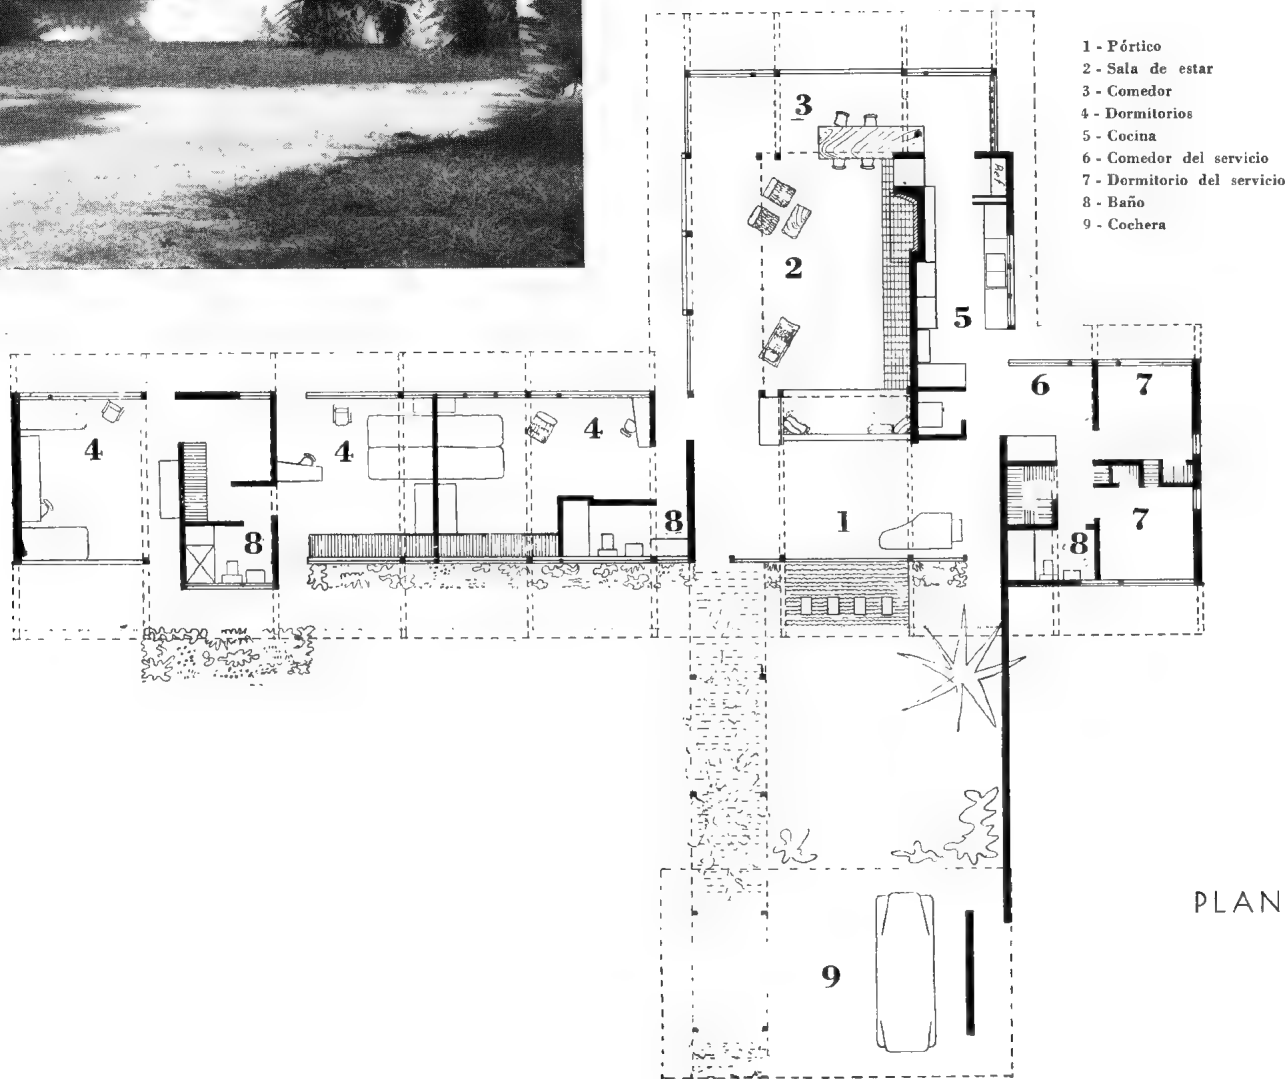 1 - Pórtico
2 - Sala de estar
3 - Comedor
4 - Dormitorios
5 - Cocina
6 - Comedor del servicio
7 - Dormitorio del servicio
8 - Baño
9 - Cochera
3
Ref
2
5
6
7
4
4
4
8
8
1
8
7
PLAN
9